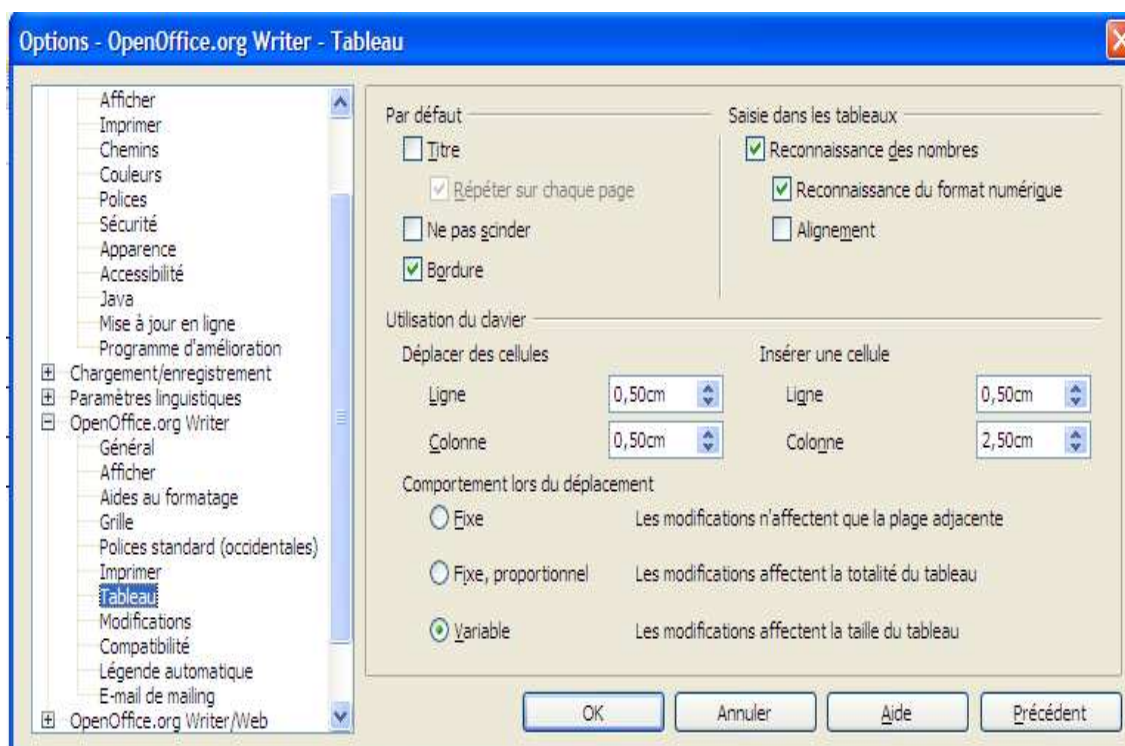 Options - OpenOffice.org Writer - Tableau
Afficher
Imprimer
Chemins
Couleurs
Polices
Sécurité
Apparence
Accessibilité
Java
Mise à jour en ligne
Programme d'amélioration
Chargement/enregistrement
Paramètres linguistiques
OpenOffice.org Writer
Général
Afficher
Aides au formatage
Grille
Polices standard (occidentales)
Imprimer
Tableau
Modifications
Compatibilité
Légende automatique
E-mail de mailing
OpenOffice.org Writer/Web
Par défaut
Titre
Répéter sur chaque page
Ne pas scinder
Bordure
Saisie dans les tableaux
Reconnaissance des nombres
Reconnaissance du format numérique
Alignement
Utilisation du clavier
Déplacer des cellules
Ligne 0,50cm
Colonne 0,50cm
Insérer une cellule
Ligne 0,50cm
Colonne 2,50cm
Comportement lors du déplacement
Fixe Les modifications n'affectent que la plage adjacente
Fixe, proportionnel Les modifications affectent la totalité du tableau
Variable Les modifications affectent la taille du tableau
OK Annuler Aide Précédent